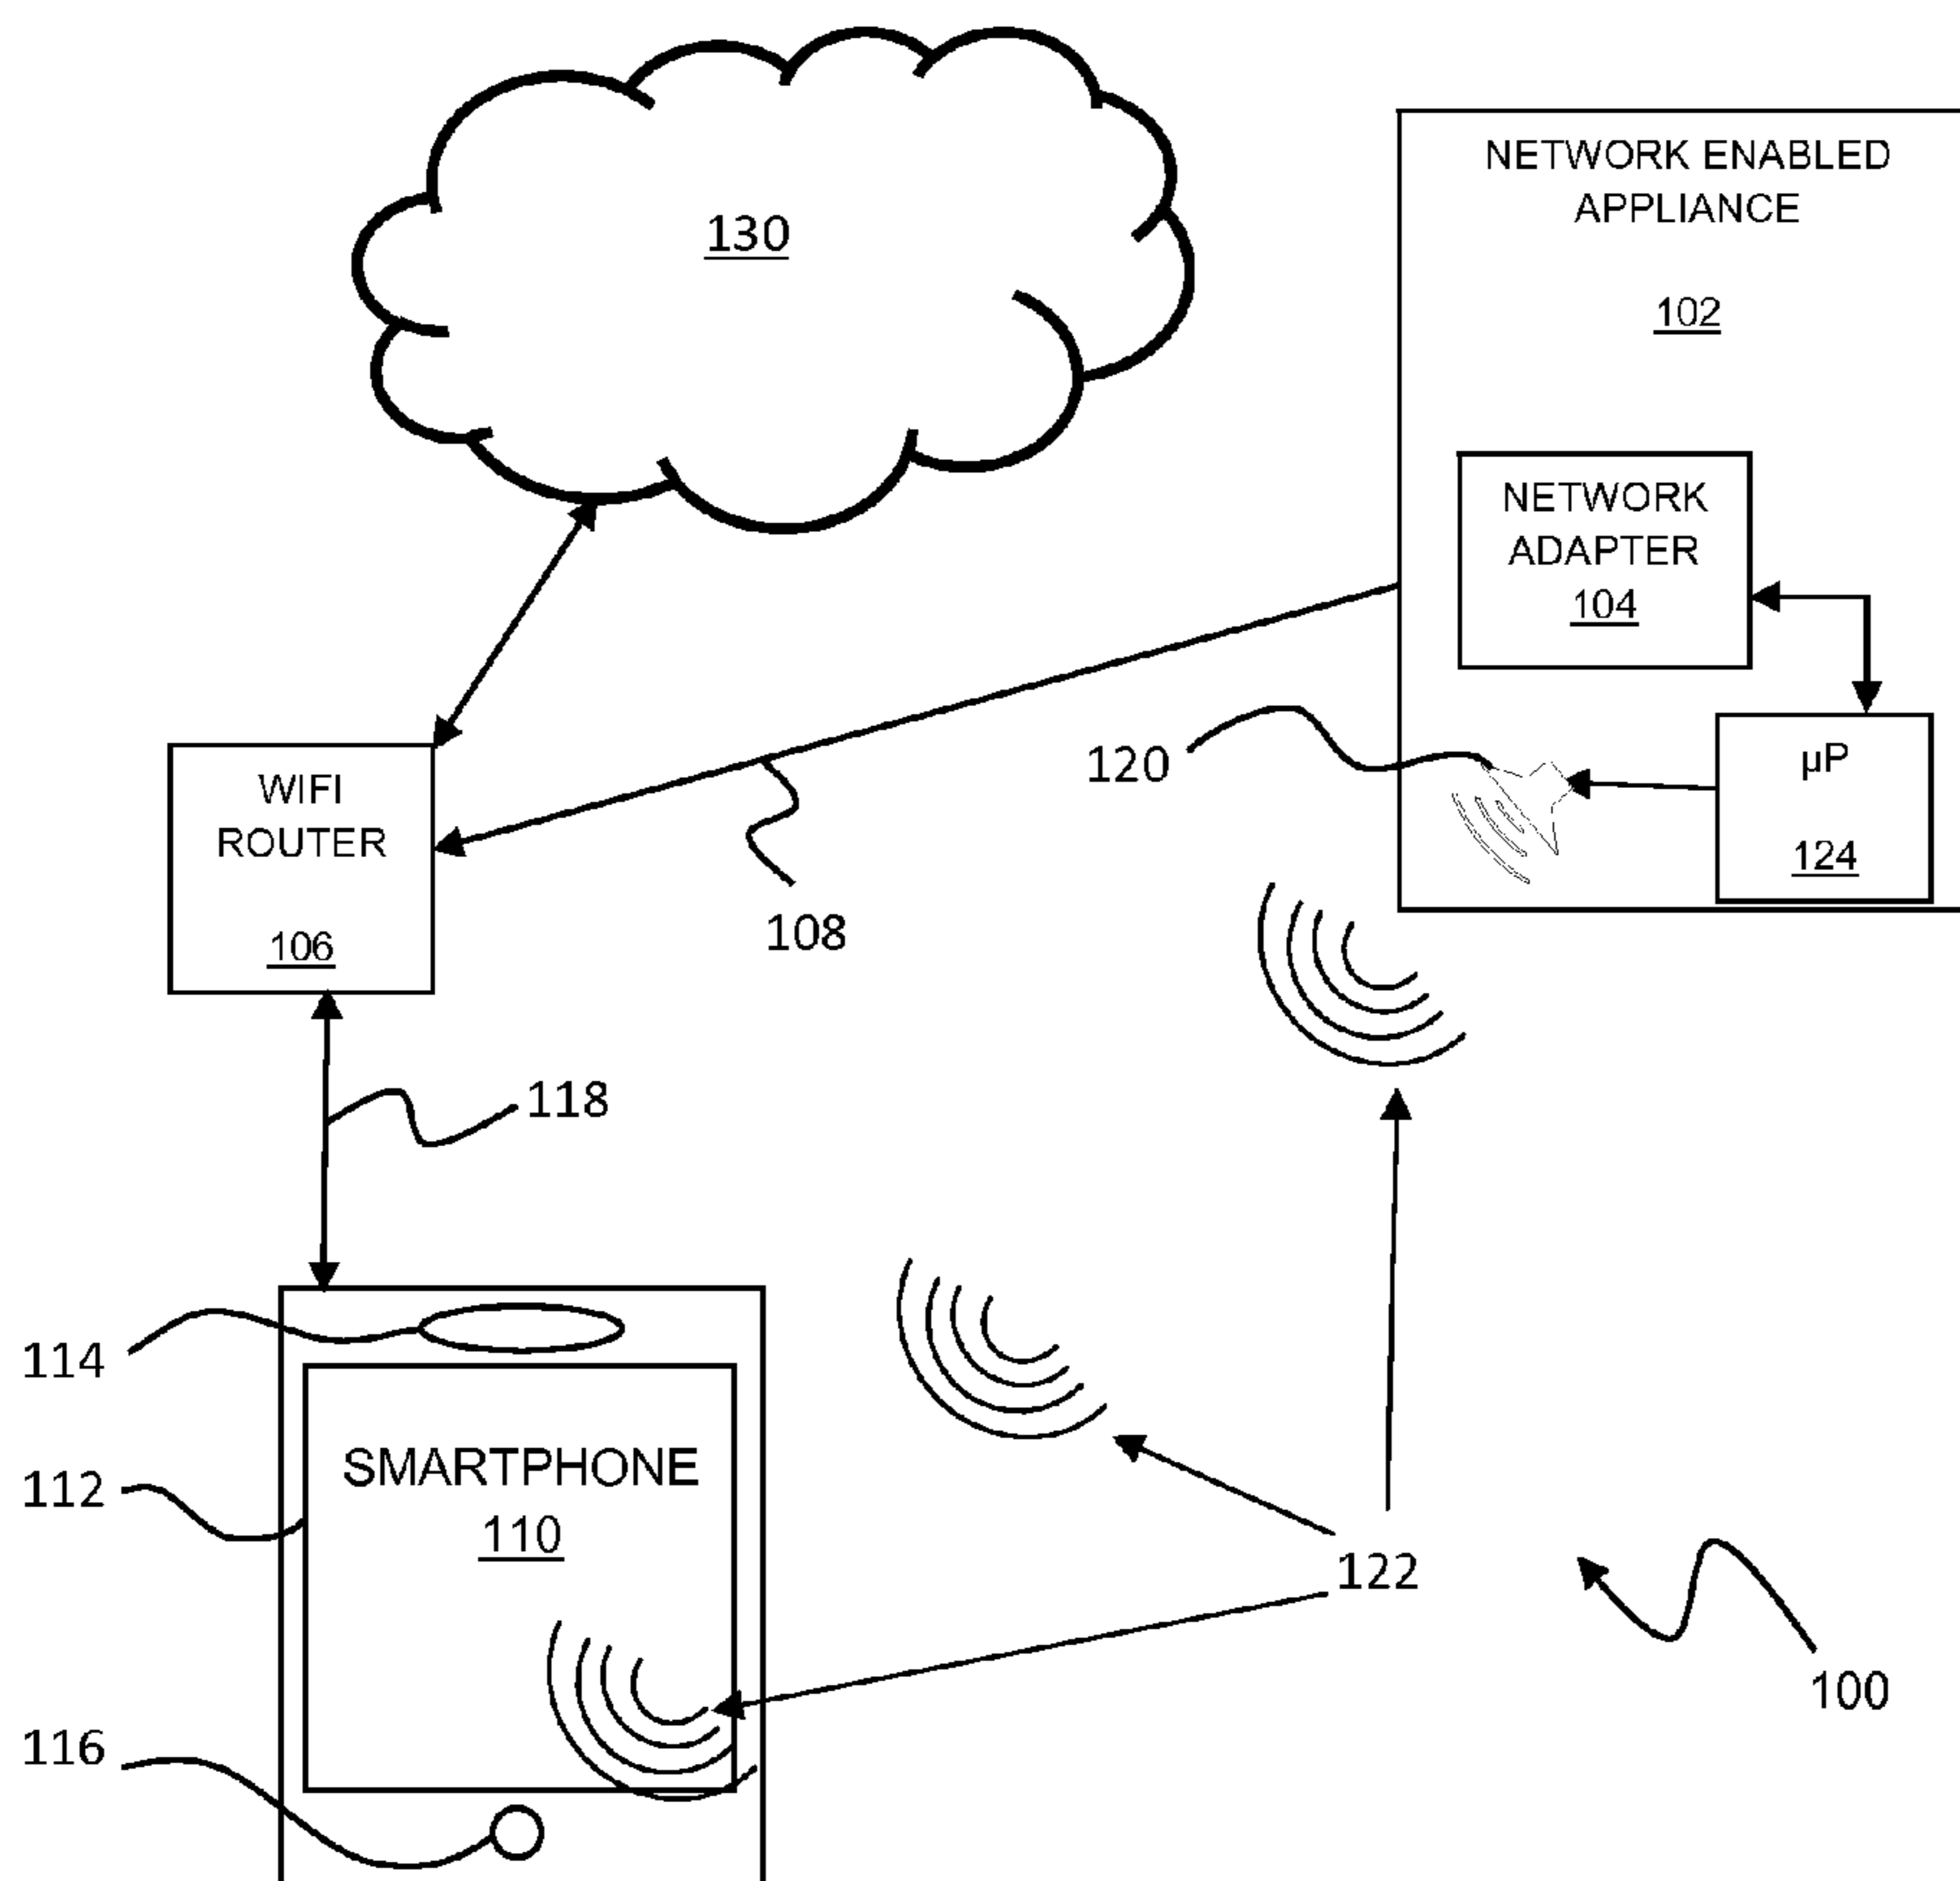 130
NETWORK ENABLED
APPLIANCE
102
NETWORK
ADAPTER
104
120
µP
124
WIFI
ROUTER
106
108
118
114
SMARTPHONE
110
112
122
100
116